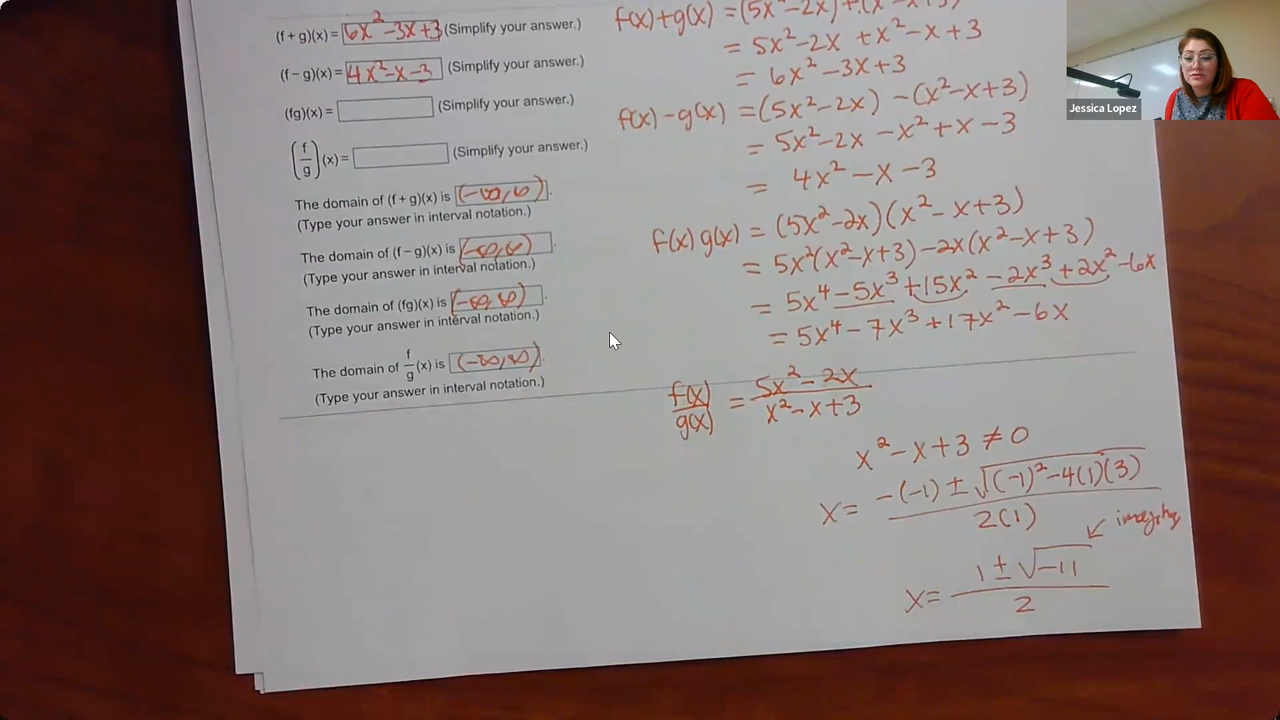 (f + g)(x) = 6x²-3x+3 (Simplify your answer.)
(f – g)(x) = 4x²-x-3 (Simplify your answer.)
(fg)(x) = (Simplify your answer.)
(f/g)(x) = (Simplify your answer.)
The domain of (f + g)(x) is (-∞,∞).
(Type your answer in interval notation.)
The domain of (f – g)(x) is (-∞,∞).
(Type your answer in interval notation.)
The domain of (fg)(x) is (-∞,∞).
(Type your answer in interval notation.)
The domain of f/g(x) is (-∞,∞).
(Type your answer in interval notation.)
f(x)+g(x) = (5x²-2x)+(x²-x+3)
= 5x²-2x +x²-x+3
= 6x²-3x+3
f(x)-g(x) = (5x²-2x) -(x²-x+3)
= 5x²-2x -x²+x-3
= 4x²-x-3
f(x)g(x) = (5x²-2x)(x²-x+3)
= 5x²(x²-x+3)-2x(x²-x+3)
= 5x⁴-5x³+15x²-2x³+2x²-6x
= 5x⁴-7x³+17x²-6x
f(x)/g(x) = 5x²-2x/x²-x+3
x²-x+3≠0
x= -(-1)±√(-1)²-4(1)(3)/2(1)
x= 1±√-11/2
Jessica Lopez